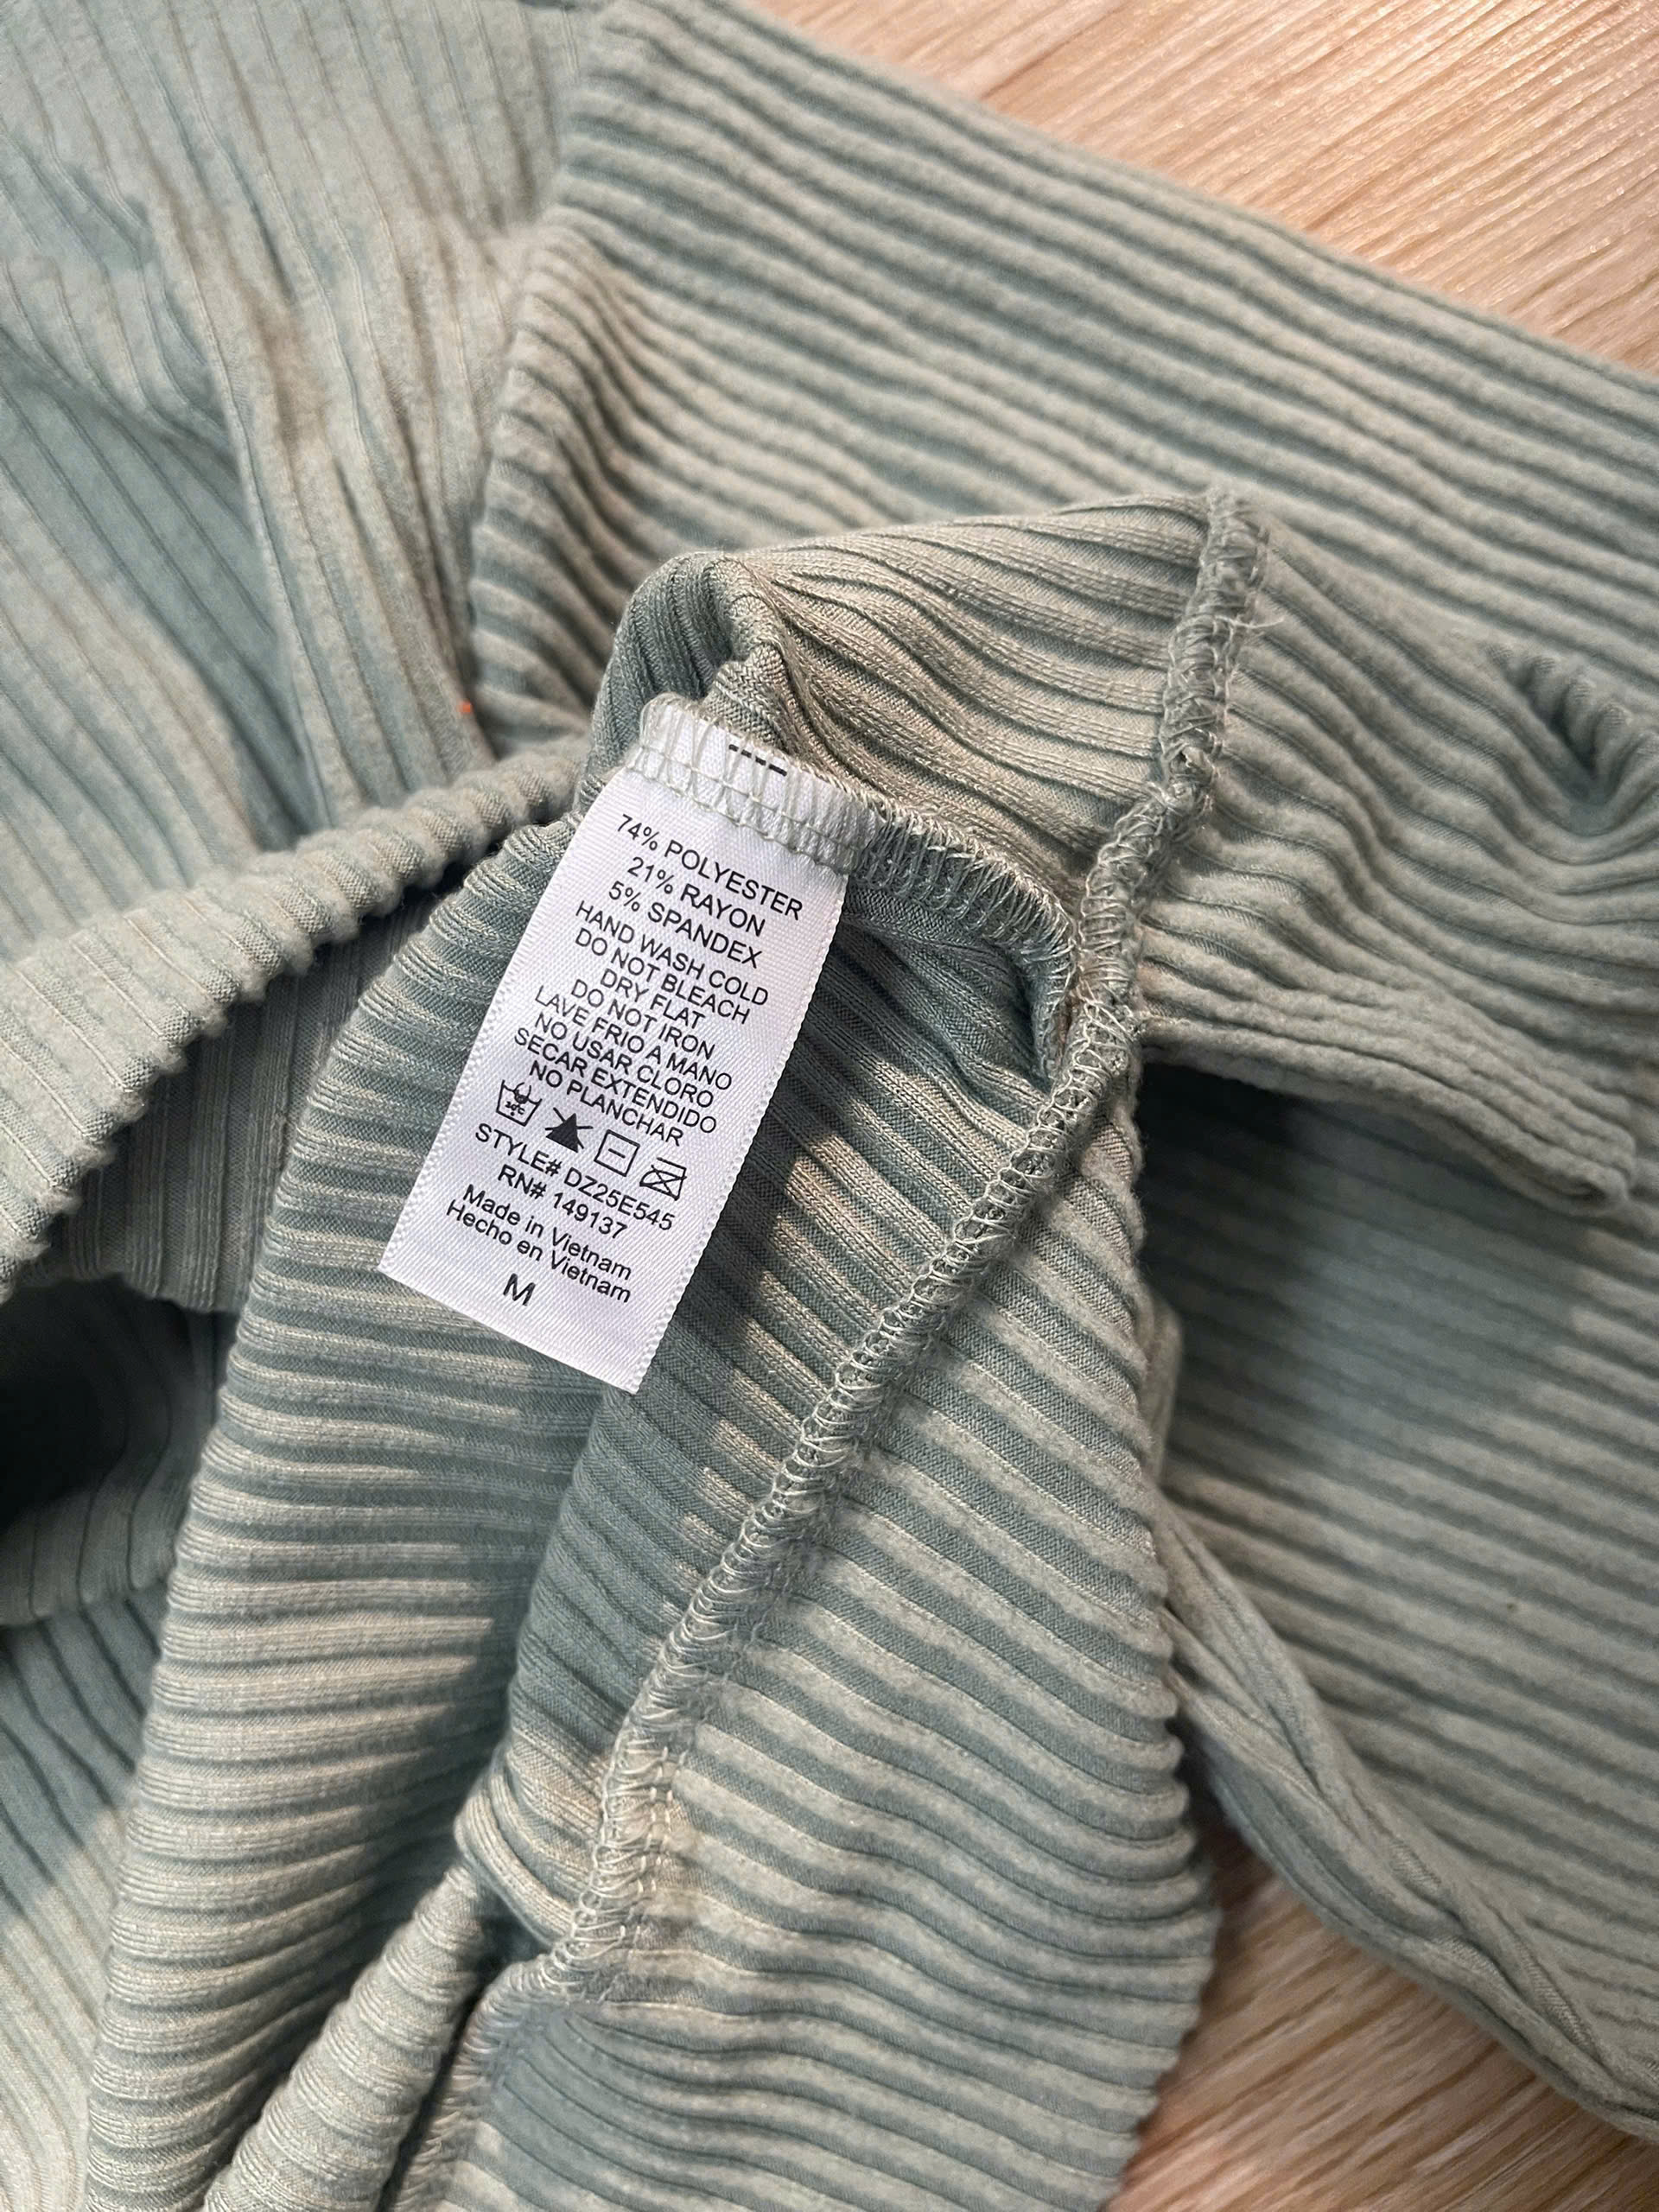 74% POLYESTER
21% RAYON
5% SPANDEX
HAND WASH COLD
DO NOT BLEACH
DRY FLAT
DO NOT IRON
LAVE FRIO A MANO
NO USAR CLORO
SECAR EXTENDIDO
NO PLANCHAR
30°C
STYLE# DZ25E545
RN# 149137
Made in Vietnam
Hecho en Vietnam
M